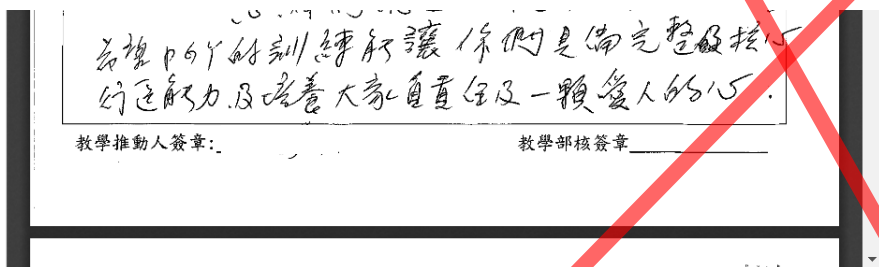 希望PGY的訓練能讓你們具備完整的核心
行醫能力及培養大家負責任及一顆愛人的心.
教學推動人簽章:
教學部核簽章